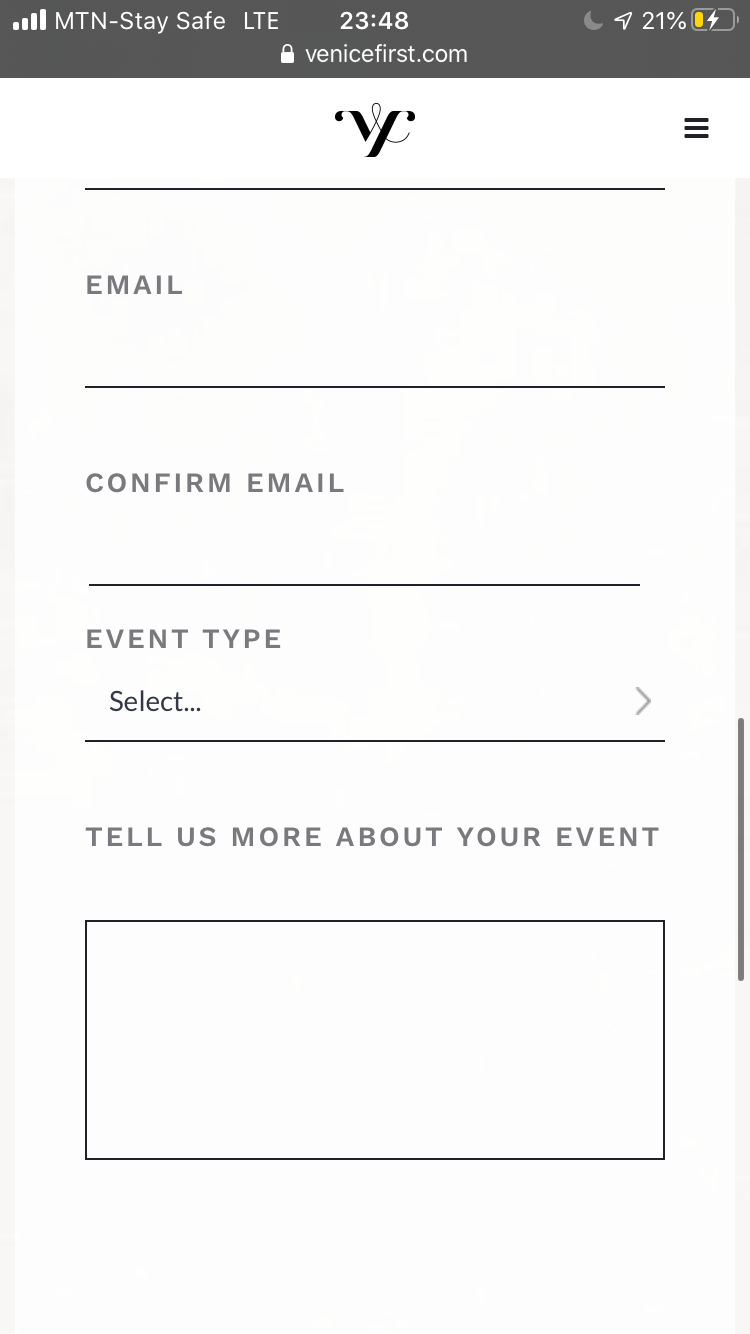 MTN-Stay Safe LTE 23:48 21%
venicefirst.com
EMAIL
CONFIRM EMAIL
EVENT TYPE
Select...
TELL US MORE ABOUT YOUR EVENT